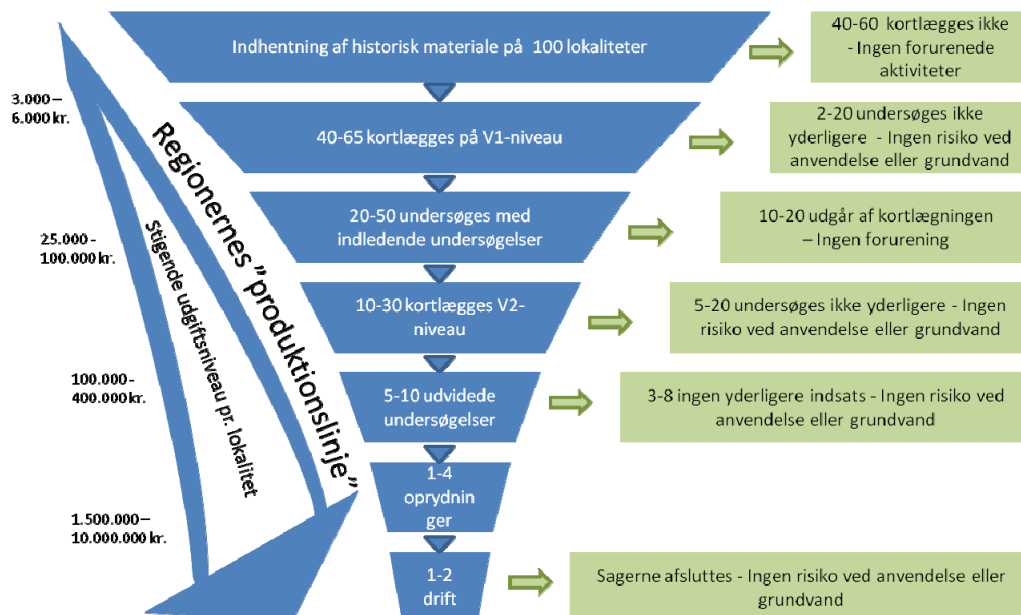 Indhentning af historisk materiale på 100 lokaliteter
40-60 kortlægges ikke
- Ingen forurenede
aktiviteter
3.000 –
6.000 kr.
40-65 kortlægges på V1-niveau
2-20 undersøges ikke
yderligere - Ingen risiko ved
anvendelse eller grundvand
Regionernes "produktionslinje"
Stigende udgiftsniveau pr. lokalitet
20-50 undersøges med
indledende undersøgelser
10-20 udgår af kortlægningen
– Ingen forurening
25.000 -
100.000 kr.
10-30 kortlægges V2-
niveau
5-20 undersøges ikke yderligere - Ingen
risiko ved anvendelse eller grundvand
100.000-
400.000 kr.
5-10 udvidede
undersøgelser
3-8 ingen yderligere indsats - Ingen risiko ved
anvendelse eller grundvand
1-4
oprydnin
ger
1.500.000 –
10.000.000 kr.
1-2
drift
Sagerne afsluttes - Ingen risiko ved anvendelse eller
grundvand